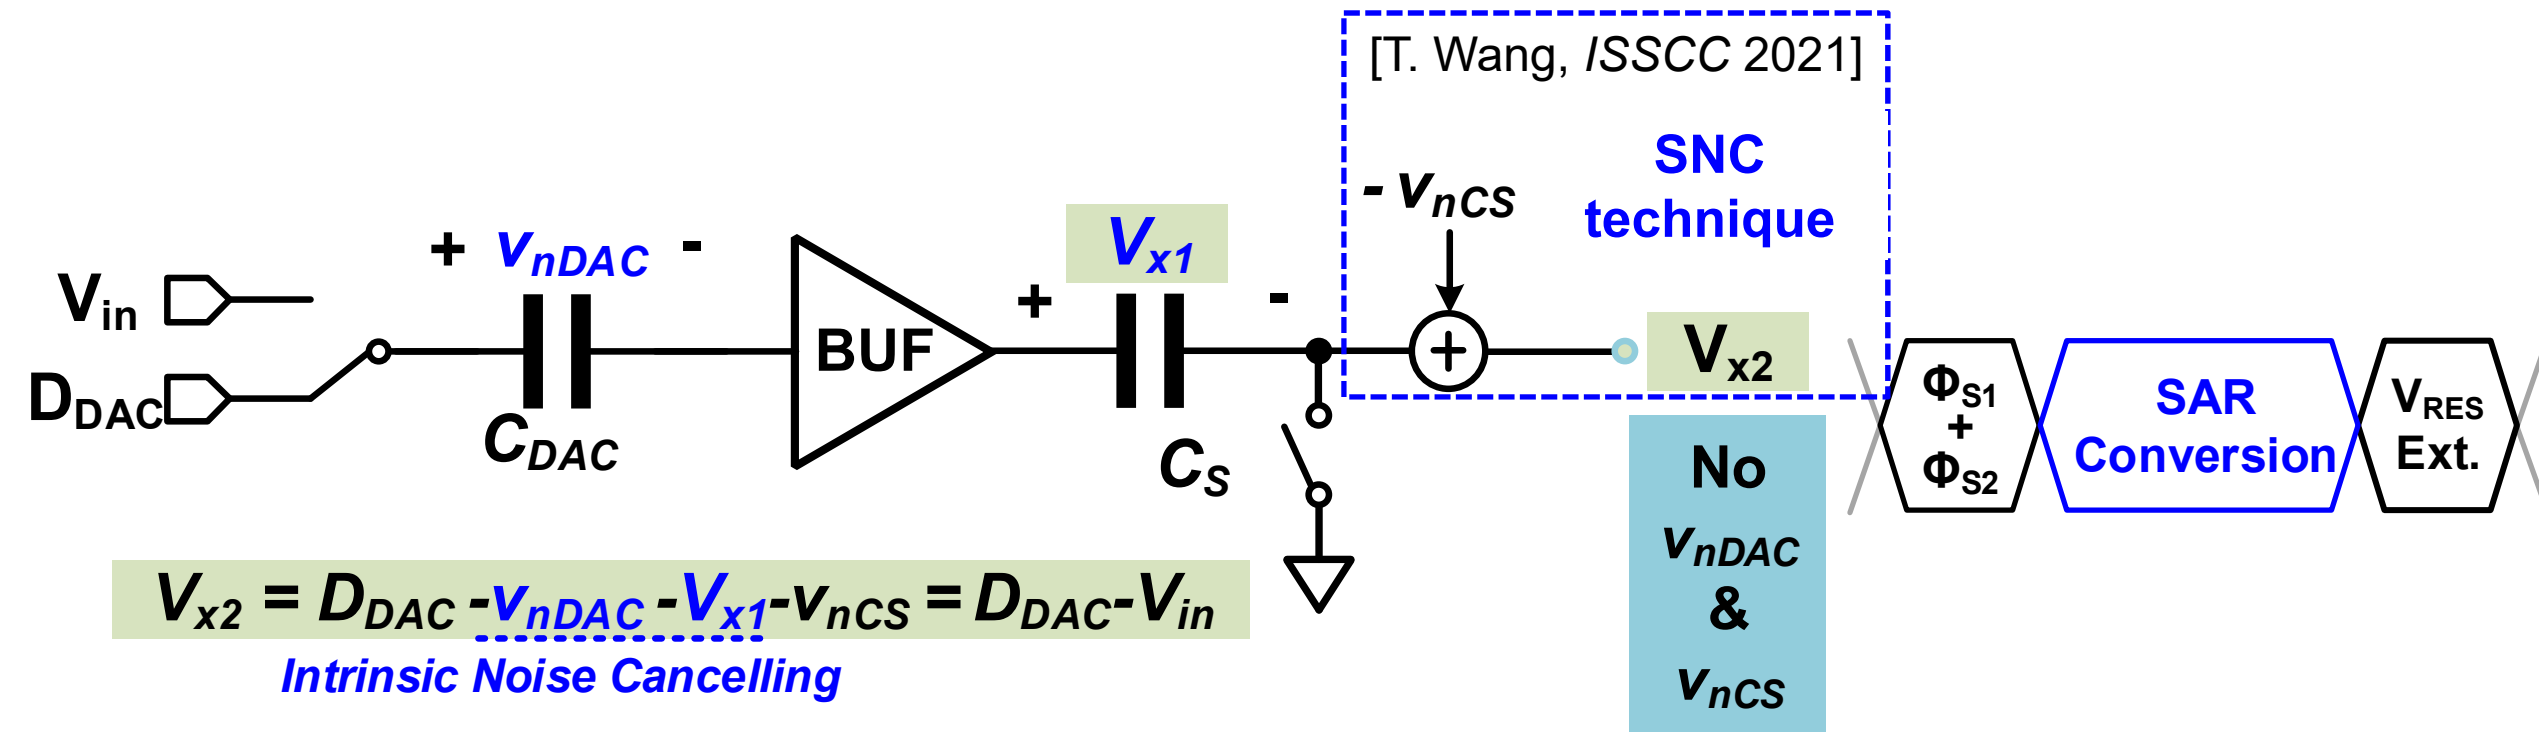 [T. Wang, ISSCC 2021]
SNC
technique
- vnCS
+ vnDAC -
Vx1
+ -
Vin
DDAC
BUF
+
Vx2
CDAC
CS
No
vnDAC
&
vnCS
ΦS1
+
ΦS2
SAR
Conversion
VRES
Ext.
Vx2 = DDAC -vnDAC -Vx1-vnCS = DDAC-Vin
Intrinsic Noise Cancelling